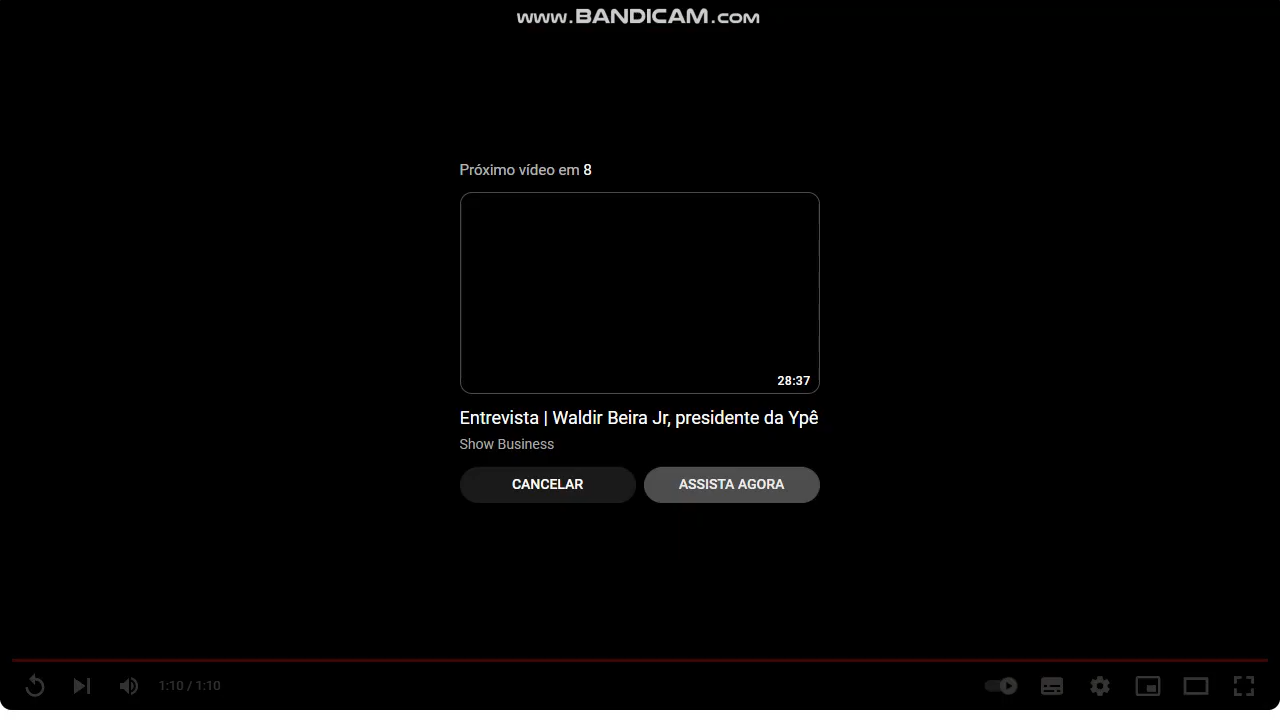 www.BANDICAM.com
Próximo vídeo em 8
28:37
Entrevista | Waldir Beira Jr, presidente da Ypê
Show Business
CANCELAR
ASSISTA AGORA
1:10 / 1:10